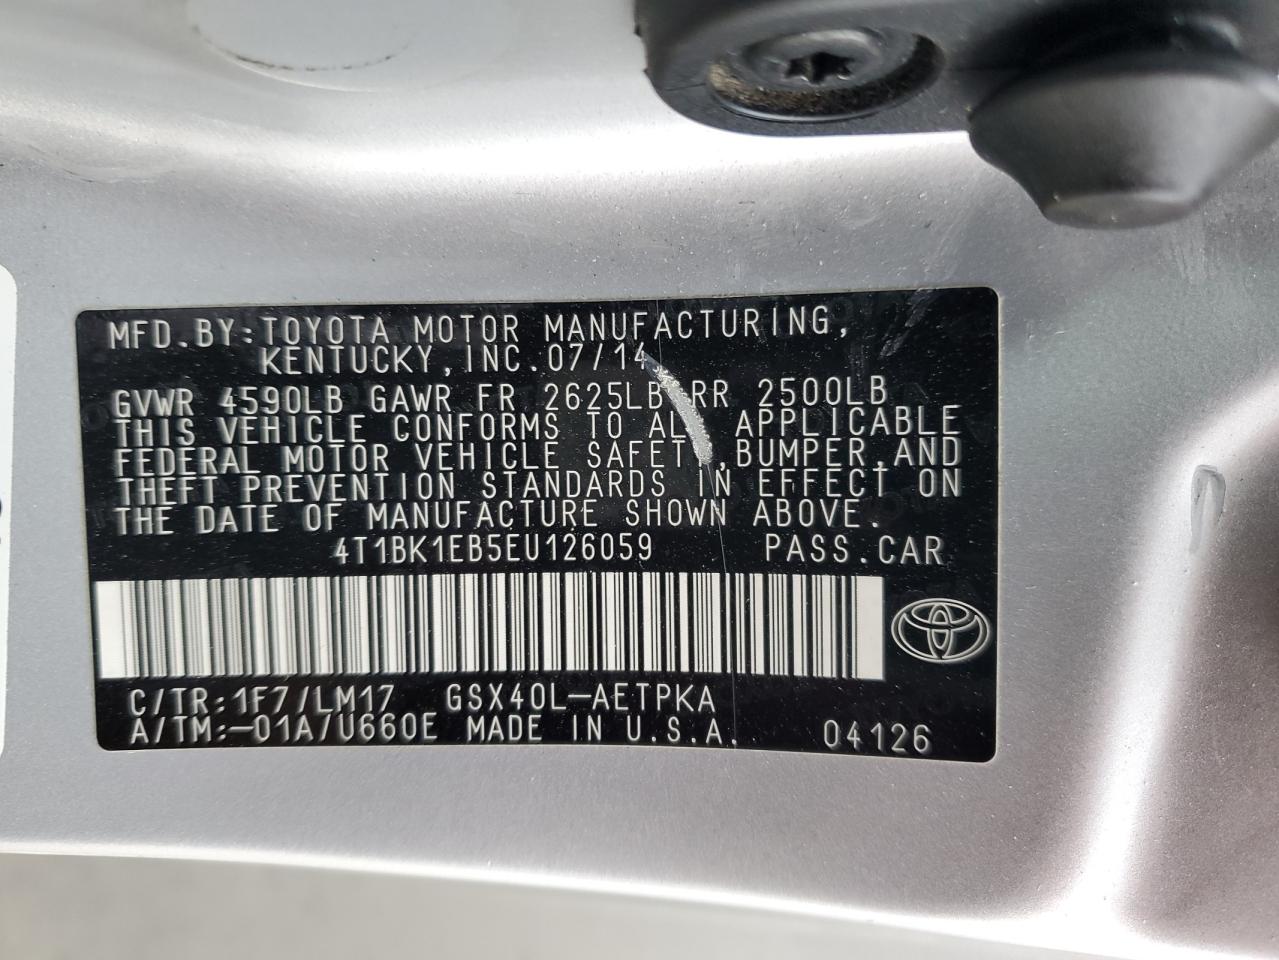 MFD.BY:TOYOTA MOTOR MANUFACTURING,
KENTUCKY,INC.07/14
GVWR 4590LB GAWR FR 2625LB RR 2500LB
THIS VEHICLE CONFORMS TO ALL APPLICABLE
FEDERAL MOTOR VEHICLE SAFETY,BUMPER,AND
THEFT PREVENTION STANDARDS IN EFFECT ON
THE DATE OF MANUFACTURE SHOWN ABOVE.
4T1BK1EB5EU126059 PASS.CAR
C/TR:1F7/LM17 GSX40L-AETPKA
A/TM:-01A/U660E MADE IN U.S.A. 04126